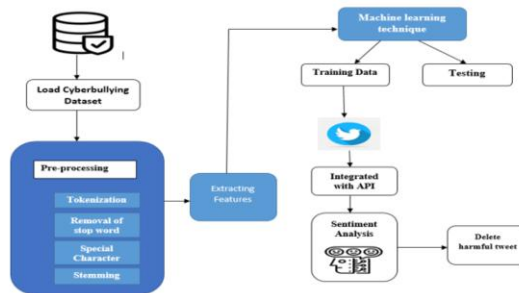 Load Cyberbullying
Dataset
Pre-processing
Tokenization
Removal of
stop word
Special
Character
Stemming
Extracting
Features
Machine learning
technique
Training Data
Testing
Integrated
with API
Sentiment
Analysis
Delete
harmful tweet